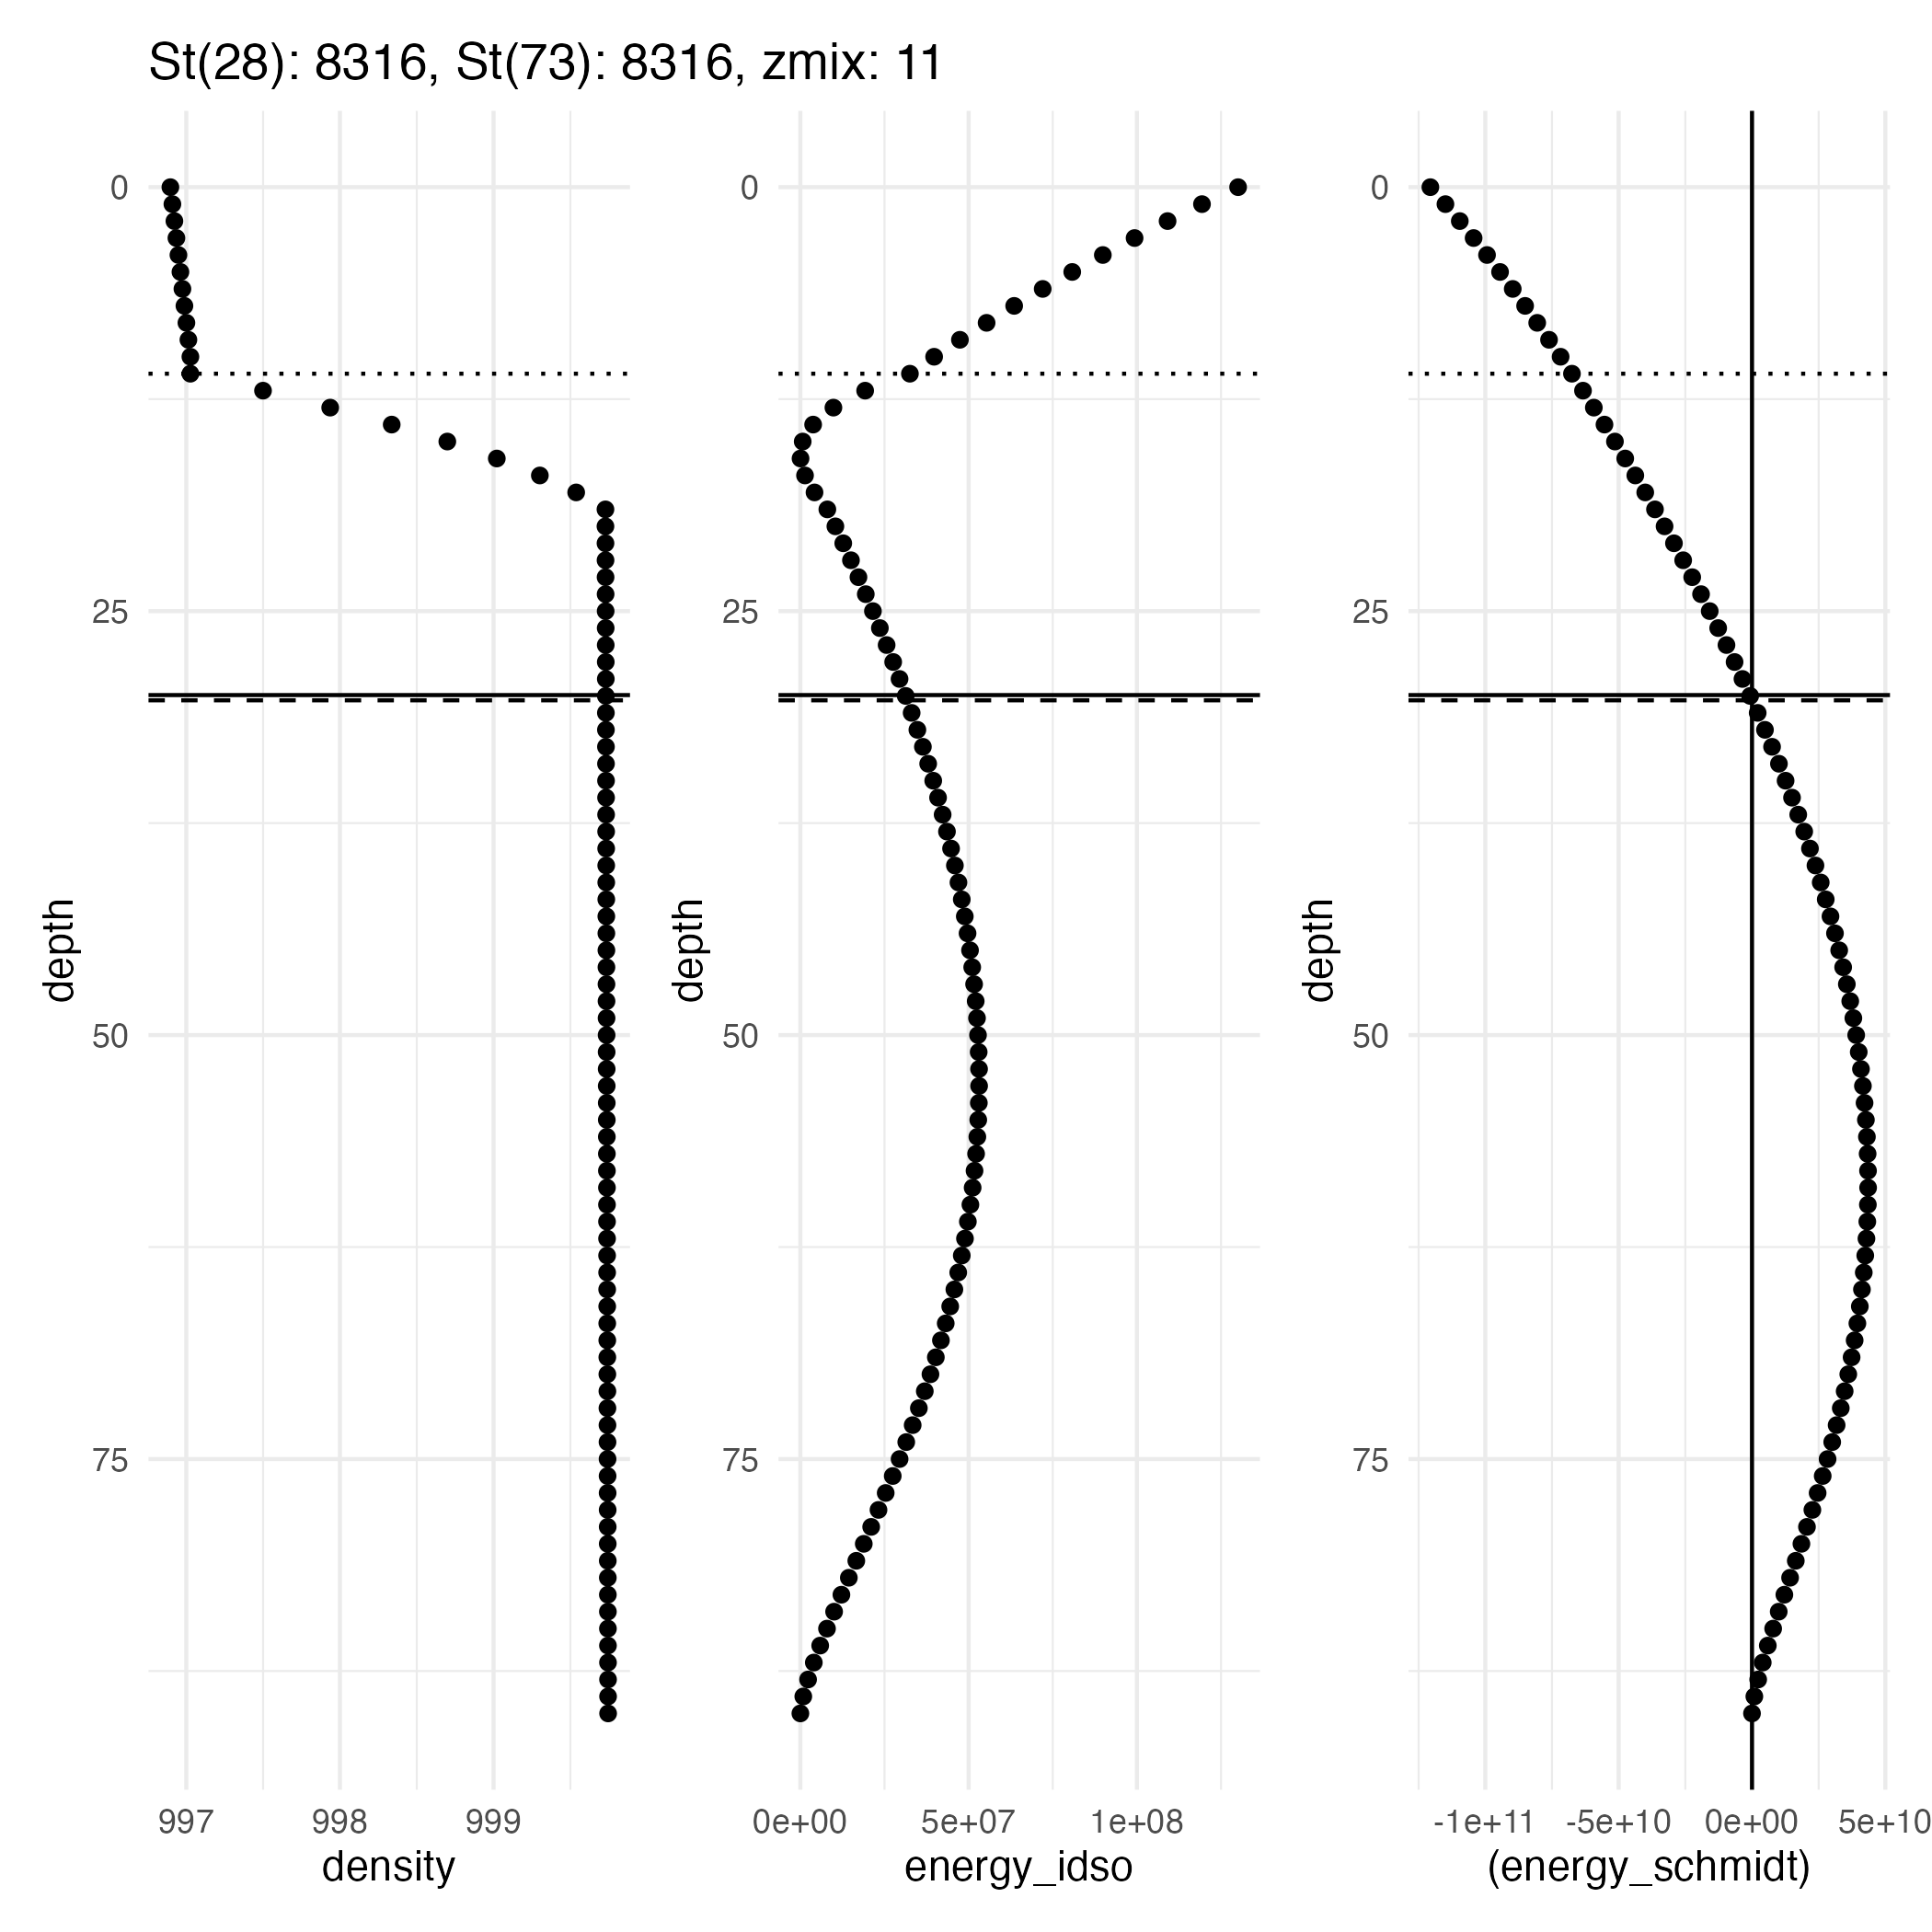 St(28): 8316, St(73): 8316, zmix: 11
0
25
50
75
depth
997 998 999
density
0
25
50
75
depth
0e+00 5e+07 1e+08
energy_idso
0
25
50
75
depth
-1e+11 -5e+10 0e+00 5e+10
(energy_schmidt)